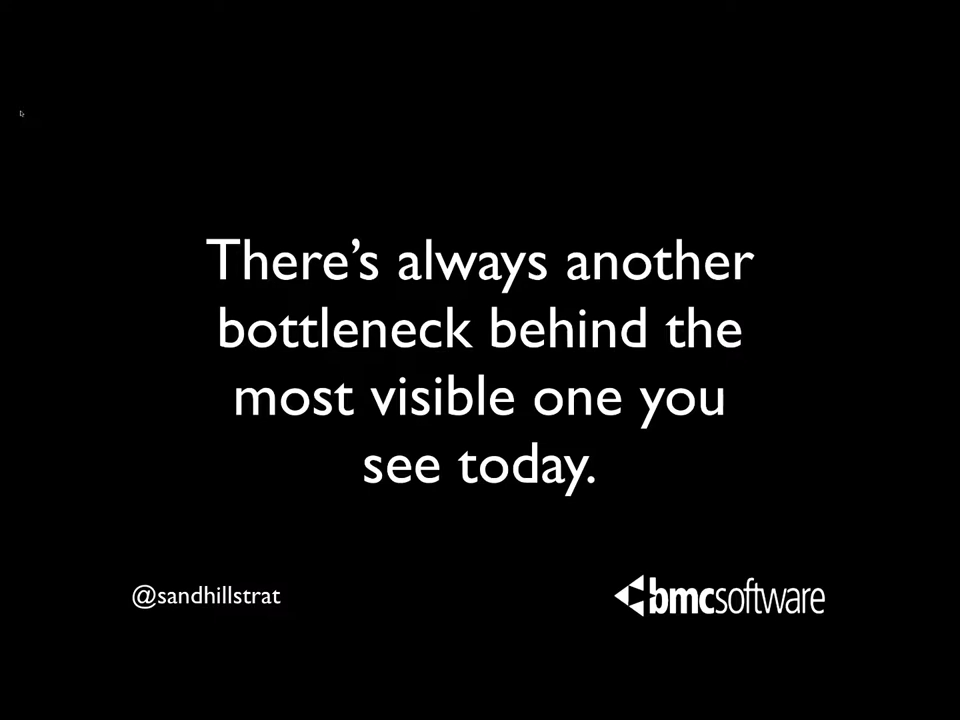 There’s always another
bottleneck behind the
most visible one you
see today.
@sandhillstrat
bmcsoftware